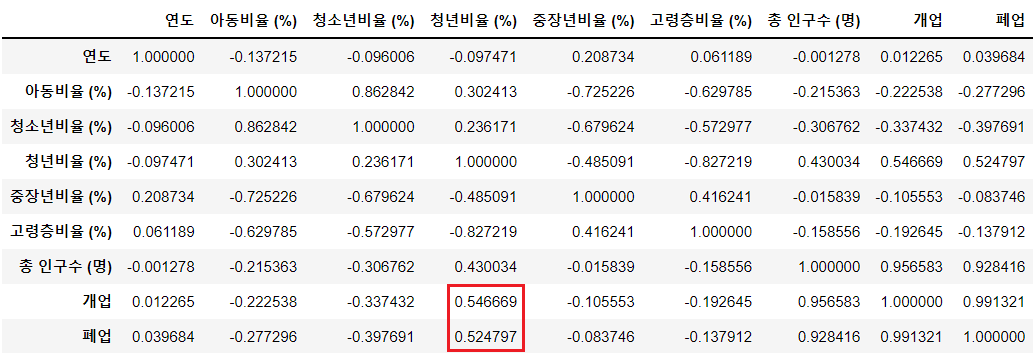 연도 아동비율 (%) 청소년비율 (%) 청년비율 (%) 중장년비율 (%) 고령층비율 (%) 총 인구수 (명) 개업 폐업
연도 1.000000 -0.137215 -0.096006 -0.097471 0.208734 0.061189 -0.001278 0.012265 0.039684
아동비율 (%) -0.137215 1.000000 0.862842 0.302413 -0.725226 -0.629785 -0.215363 -0.222538 -0.277296
청소년비율 (%) -0.096006 0.862842 1.000000 0.236171 -0.679624 -0.572977 -0.306762 -0.337432 -0.397691
청년비율 (%) -0.097471 0.302413 0.236171 1.000000 -0.485091 -0.827219 0.430034 0.546669 0.524797
중장년비율 (%) 0.208734 -0.725226 -0.679624 -0.485091 1.000000 0.416241 -0.015839 -0.105553 -0.083746
고령층비율 (%) 0.061189 -0.629785 -0.572977 -0.827219 0.416241 1.000000 -0.158556 -0.192645 -0.137912
총 인구수 (명) -0.001278 -0.215363 -0.306762 0.430034 -0.015839 -0.158556 1.000000 0.956583 0.928416
개업 0.012265 -0.222538 -0.337432 0.546669 -0.105553 -0.192645 0.956583 1.000000 0.991321
폐업 0.039684 -0.277296 -0.397691 0.524797 -0.083746 -0.137912 0.928416 0.991321 1.000000